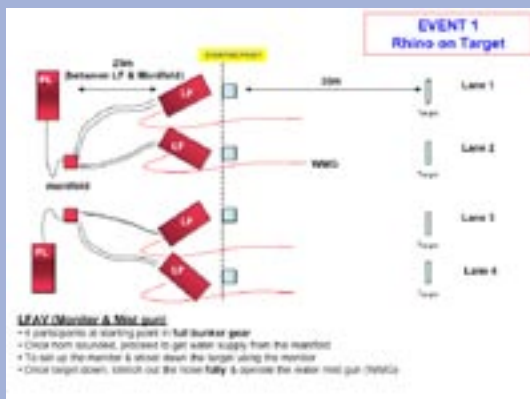 EVENT 1
Rhino on Target
STARTING POINT
PL
(between LF & Manifold)
LF
Lane 1
Target
LF
Lane 2
Target
WMG
manifold
LF
Lane 3
Target
PL
LF
Lane 4
Target
LFAV (Monitor & Mist gun)
• 4 participants at starting point in full bunker gear
• Once horn sounded, proceed to get water supply from the manifold
• To set up the monitor & shoot down the target using the monitor
• Once target down, stretch out the hose fully & operate the water mist gun (WMG)